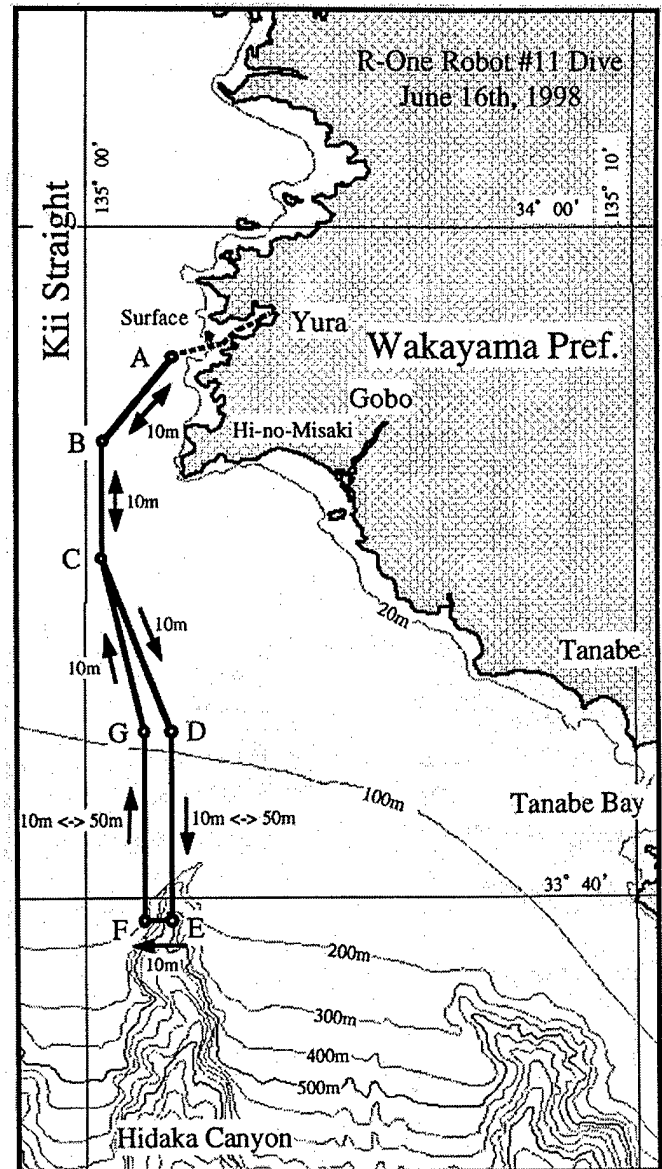 R-One Robot #11 Dive
June 16th, 1998
135° 00'
135° 10'
Kii Straight
34° 00'
Surface
Yura
A
Wakayama Pref.
Gobo
10m
Hi-no-Misaki
B
10m
C
20m
10m
10m
Tanabe
G
D
100m
Tanabe Bay
10m <-> 50m
10m <-> 50m
33° 40'
F
E
10m
200m
300m
400m
500m
Hidaka Canyon